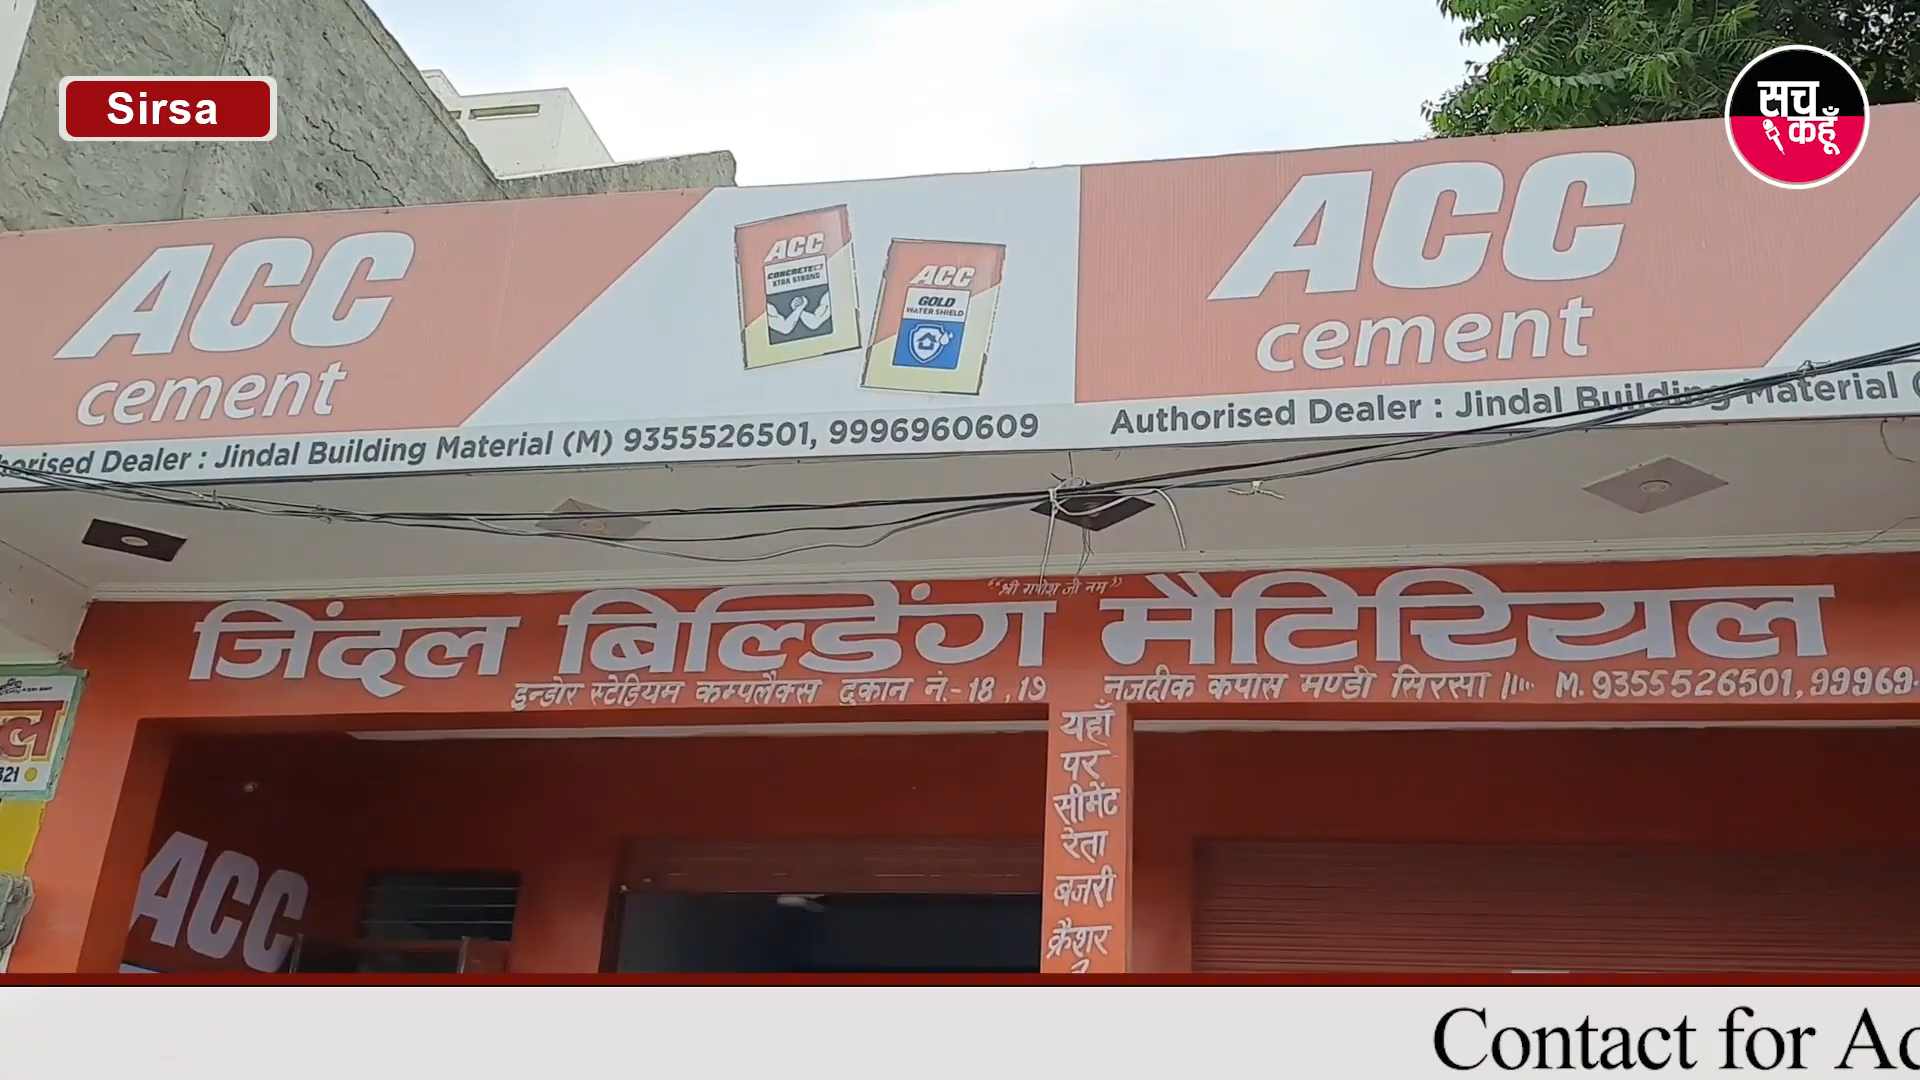 Sirsa
सच
कहूँ
ACC
cement
ACC
CONCRETE
XTRA STRONG
ACC
GOLD
WATER SHIELD
ACC
cement
Dealer : Jindal Building Material (M) 9355526501, 9996960609
Authorised Dealer : Jindal Building Material
“श्री गणेश जी नम”
जिंदल बिल्डिंग मैटिरियल
इन्डोर स्टेडियम कम्पलैक्स दुकान नं.- 18 , 19 नजदीक कपास मण्डी सिरसा M. 9355526501, 99969
यहाँ
पर
सीमेंट
रेता
बजरी
क्रैशर
ACC
321
Contact for